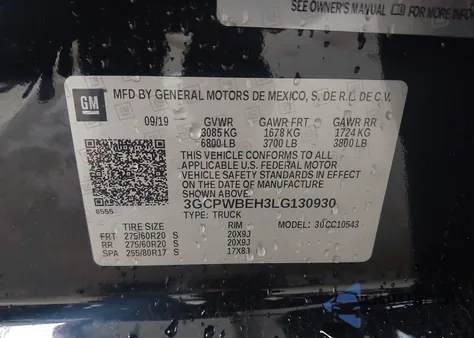 SEE OWNER'S MANUAL FOR MORE INFOR
GM
MFD BY GENERAL MOTORS DE MEXICO, S. DE R.L. DE C.V.
09/19 GVWR GAWR FRT GAWR RR
3085 KG 1678 KG 1724 KG
6800 LB 3700 LB 3800 LB
THIS VEHICLE CONFORMS TO ALL
APPLICABLE U.S. FEDERAL MOTOR
VEHICLE SAFETY STANDARDS IN EFFECT
ON THE DATE OF MANUFACTURE
SHOWN ABOVE.
3GCPWBEH3LG130930
8555
TYPE: TRUCK
TIRE SIZE RIM MODEL: 30CC10543
FRT 275/60R20 S 20X9J
RR 275/60R20 S 20X9J
SPA 255/80R17 S 17X8J